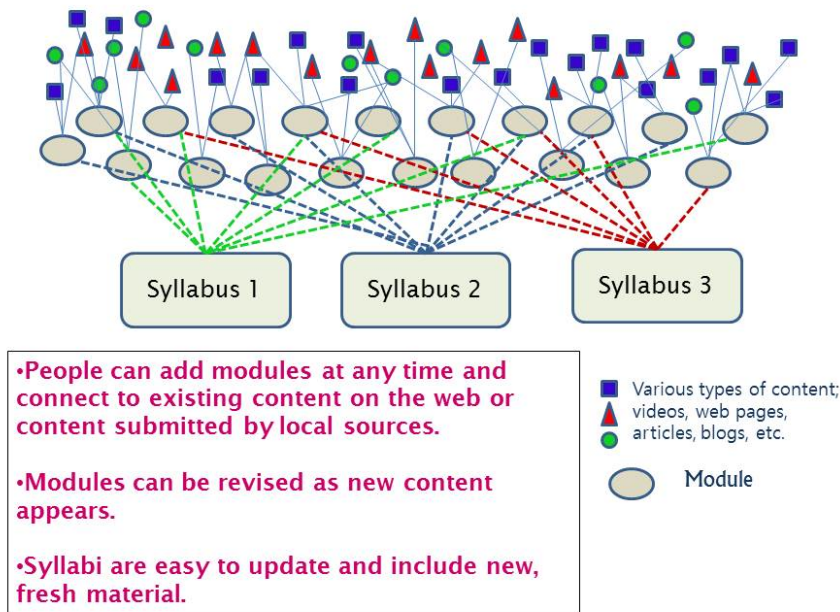 Syllabus 1
Syllabus 2
Syllabus 3
•People can add modules at any time and
connect to existing content on the web or
content submitted by local sources.
•Modules can be revised as new content
appears.
•Syllabi are easy to update and include new,
fresh material.
Various types of content;
videos, web pages,
articles, blogs, etc.
Module